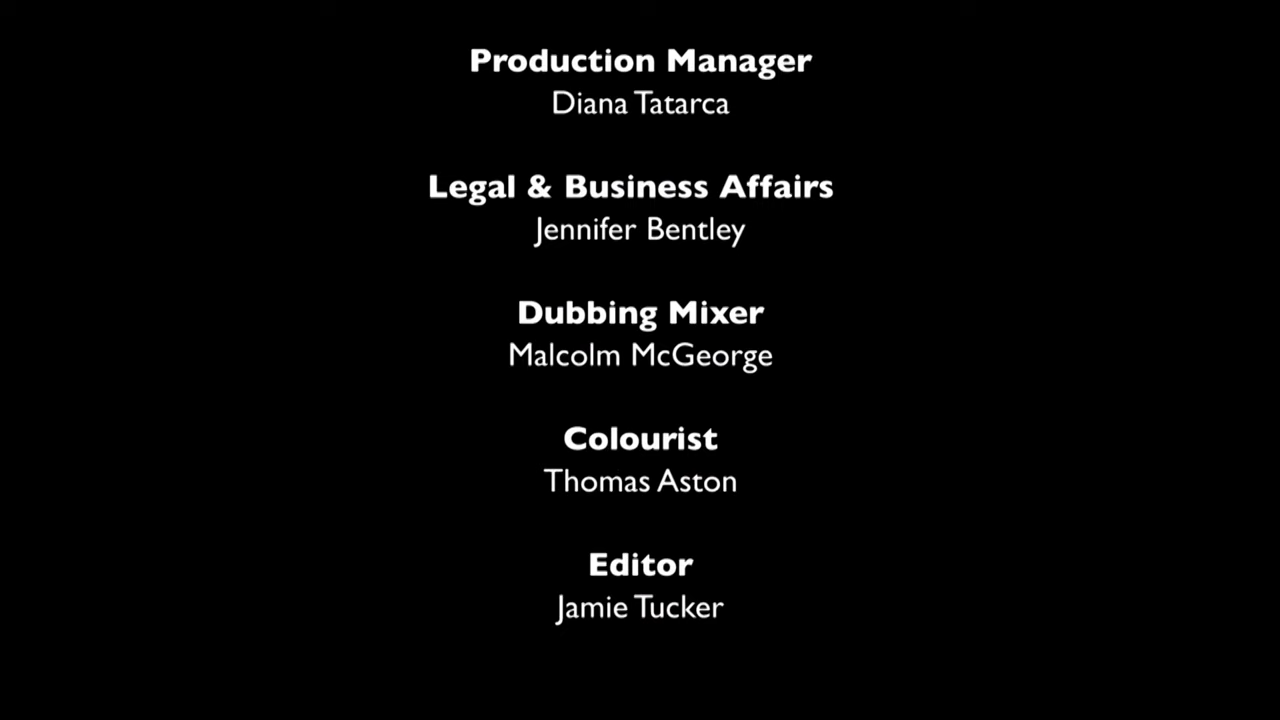 Production Manager
Diana Tatarca
Legal & Business Affairs
Jennifer Bentley
Dubbing Mixer
Malcolm McGeorge
Colourist
Thomas Aston
Editor
Jamie Tucker